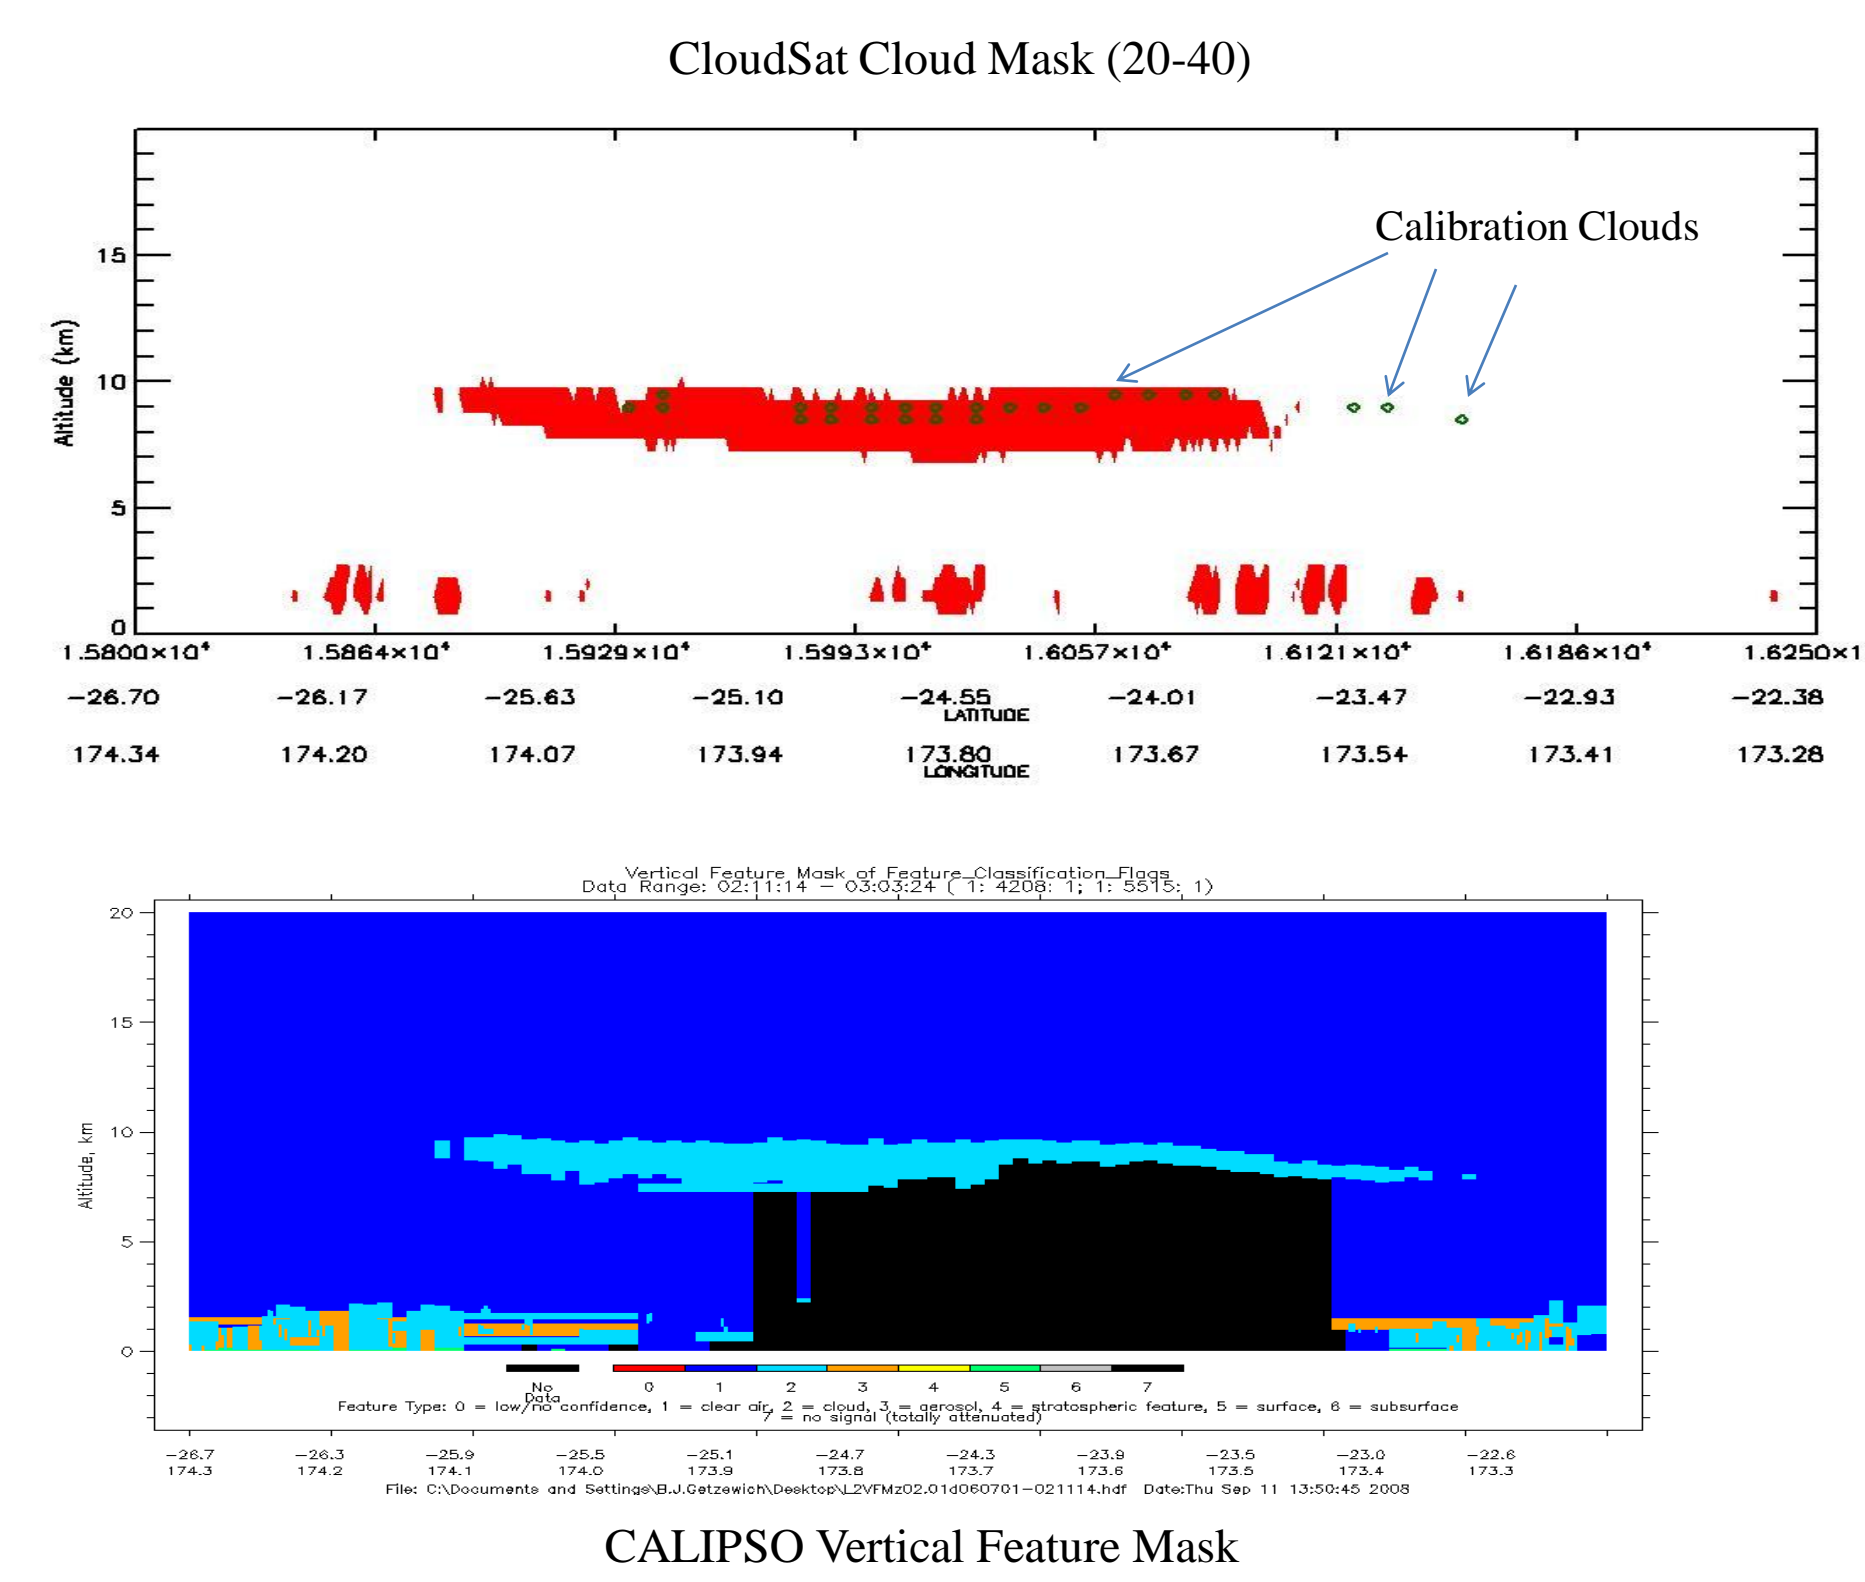 CloudSat Cloud Mask (20-40)
Calibration Clouds
15
10
5
0
Altitude (km)
1.5800×10⁴ 1.5864×10⁴ 1.5929×10⁴ 1.5993×10⁴ 1.6057×10⁴ 1.6121×10⁴ 1.6186×10⁴ 1.6250×1
−26.70 −26.17 −25.63 −25.10 −24.55 −24.01 −23.47 −22.93 −22.38
LATITUDE
174.34 174.20 174.07 173.94 173.80 173.67 173.54 173.41 173.28
LONGITUDE
Vertical Feature Mask of Feature_Classification_Flags
Data Range: 02:11:14 − 03:03:24 ( 1: 4208: 1; 1: 5515: 1)
20
15
10
5
0
Altitude, km
No Data
0 1 2 3 4 5 6 7
Feature Type: 0 = low/no confidence, 1 = clear air, 2 = cloud, 3 = aerosol, 4 = stratospheric feature, 5 = surface, 6 = subsurface
7 = no signal (totally attenuated)
−26.7 −26.3 −25.9 −25.5 −25.1 −24.7 −24.3 −23.9 −23.5 −23.0 −22.6
174.3 174.2 174.1 174.0 173.9 173.8 173.7 173.6 173.5 173.4 173.3
File: C:\Documents and Settings\B.J.Getzewich\Desktop\L2VFMz02.01d060701-021114.hdf Date:Thu Sep 11 13:50:45 2008
CALIPSO Vertical Feature Mask